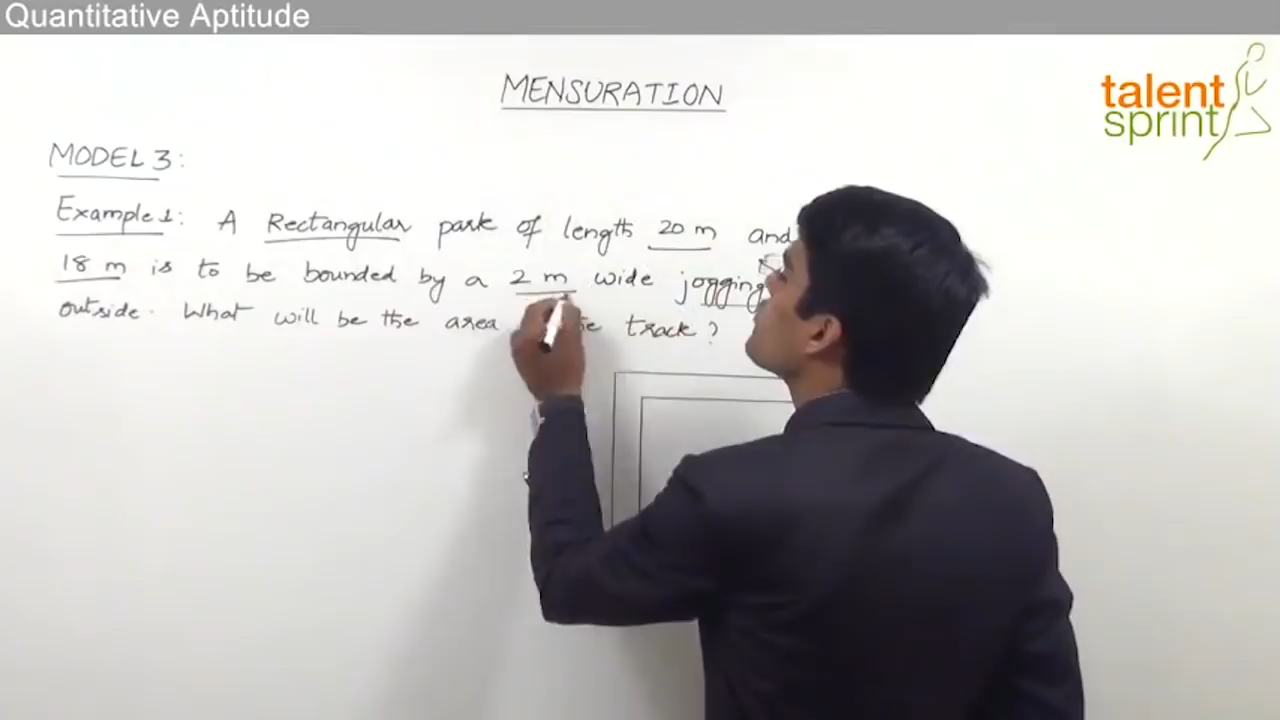 Quantitative Aptitude
MENSURATION
talent
sprint
MODEL 3:
Example 1: A Rectangular park of length 20 m and
18 m is to be bounded by a 2 m wide jogging
outside. What will be the area track?